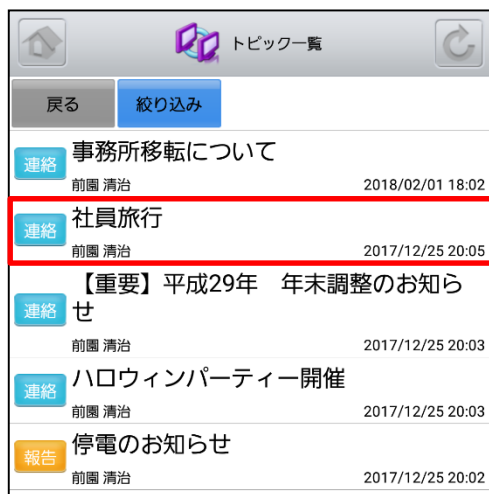 トピック一覧
戻る 絞り込み
連絡 事務所移転について
前園 清治 2018/02/01 18:02
連絡 社員旅行
前園 清治 2017/12/25 20:05
【重要】平成29年　年末調整のお知ら
連絡 せ
前園 清治 2017/12/25 20:03
連絡 ハロウィンパーティー開催
前園 清治 2017/12/25 20:03
報告 停電のお知らせ
前園 清治 2017/12/25 20:02